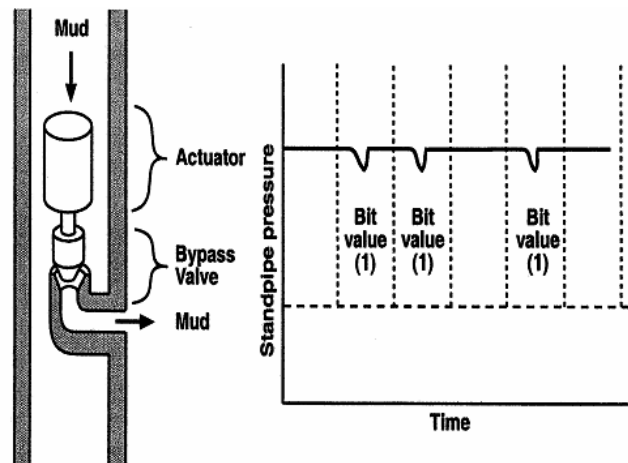 Mud
Actuator
Bypass
Valve
Mud
Standpipe pressure
Bit
value
(1)
Bit
value
(1)
Bit
value
(1)
Time